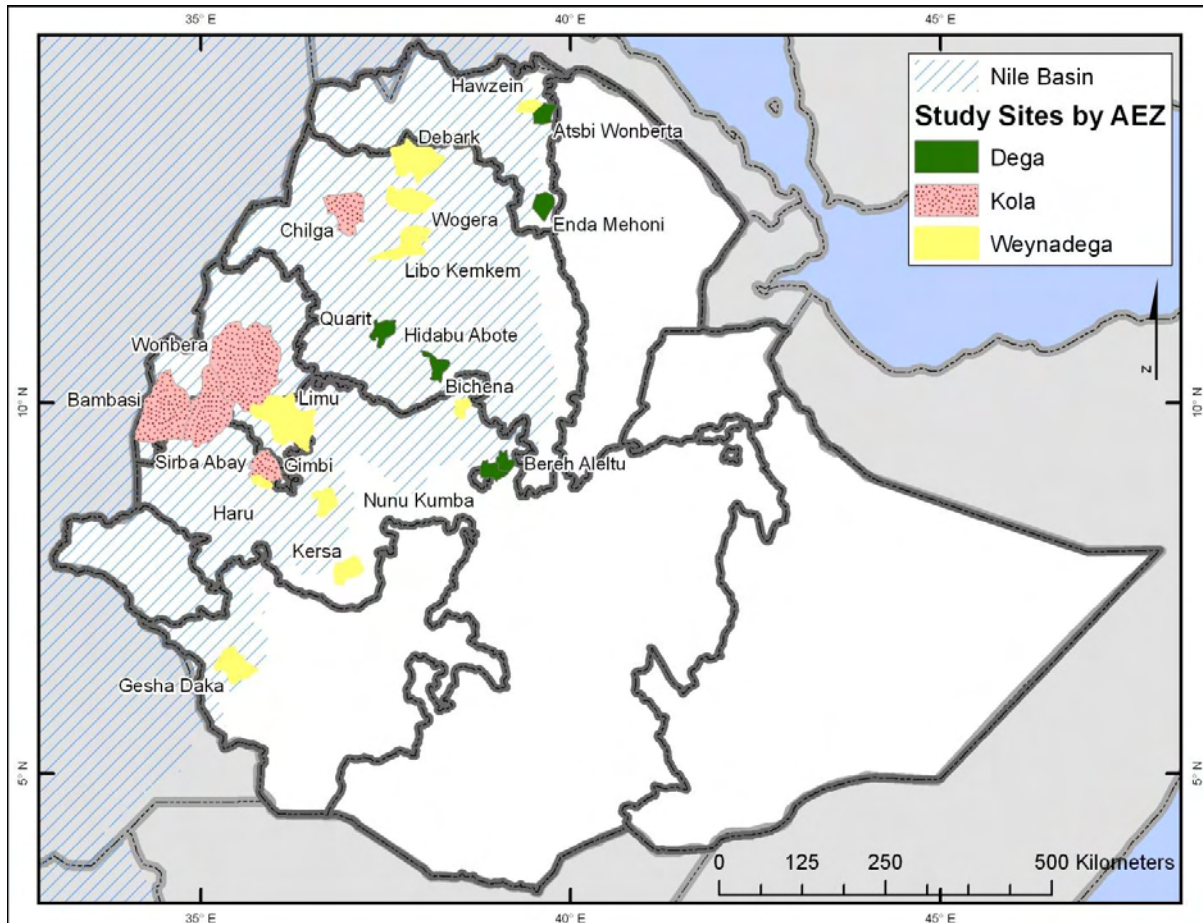 35° E
40° E
45° E
Nile Basin
Study Sites by AEZ
Dega
Kola
Weynadega
Hawzein
Atsbi Wonberta
Debark
Wogera
Enda Mehoni
Chilga
Libo Kemkem
Quarit
Hidabu Abote
Wonbera
Bichena
Bambasi
Limu
10° N
10° N
Sirba Abay
Gimbi
Bereh Aleltu
Nunu Kumba
Haru
Kersa
Gesha Daka
5° N
5° N
N
0 125 250 500 Kilometers
35° E
40° E
45° E